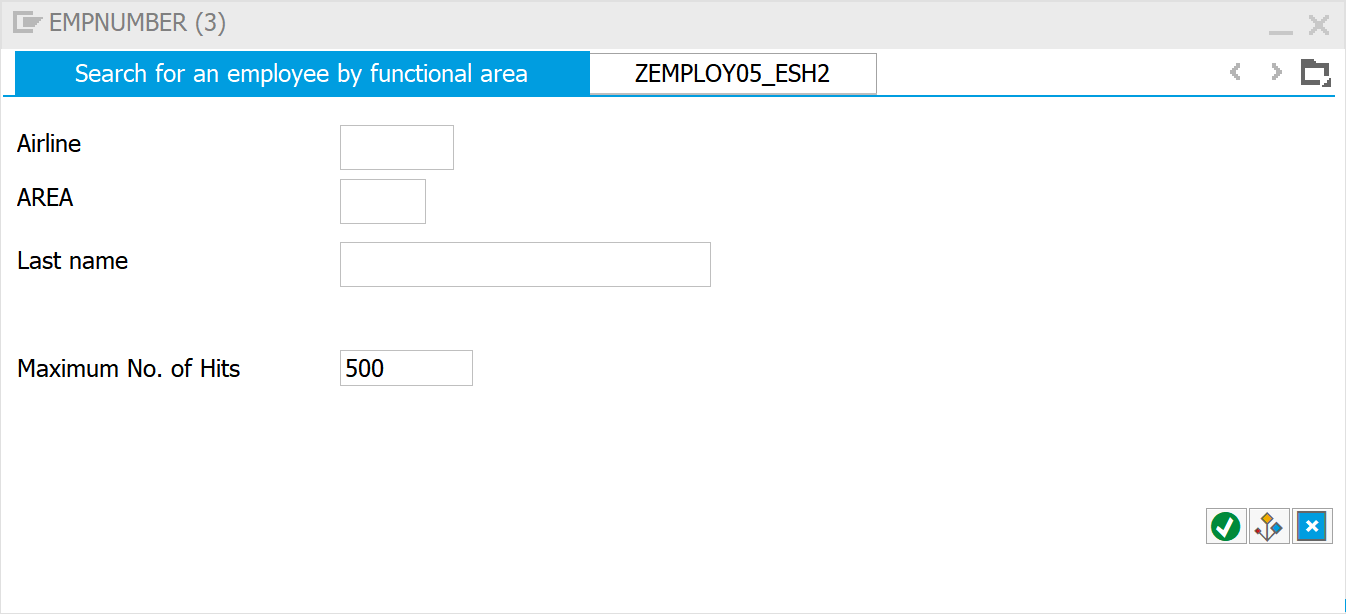 EMPNUMBER (3)
Search for an employee by functional area
ZEMPLOY05_ESH2
Airline
AREA
Last name
Maximum No. of Hits 500